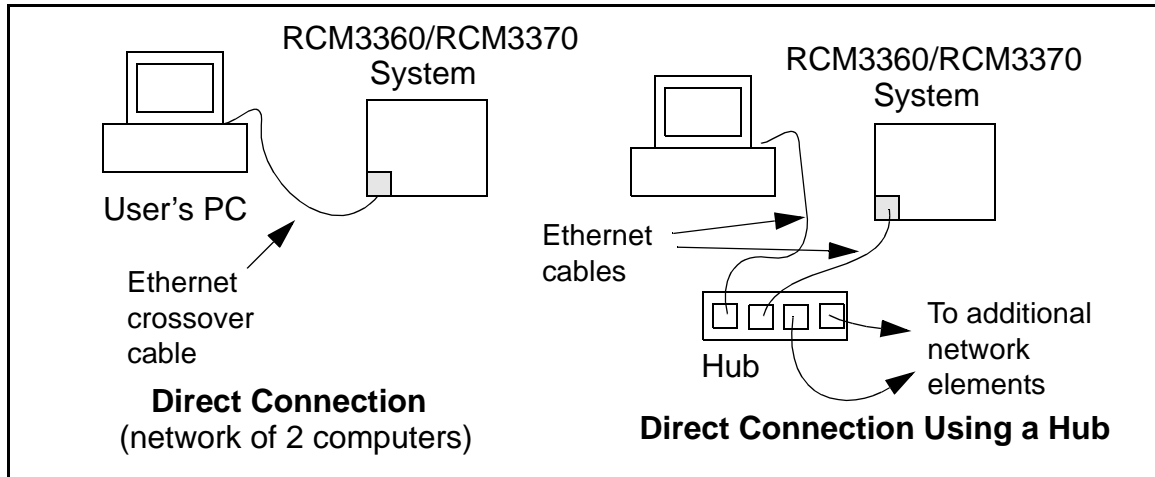 RCM3360/RCM3370
System
User's PC
Ethernet
crossover
cable
Direct Connection
(network of 2 computers)
RCM3360/RCM3370
System
Ethernet
cables
Hub
To additional
network
elements
Direct Connection Using a Hub